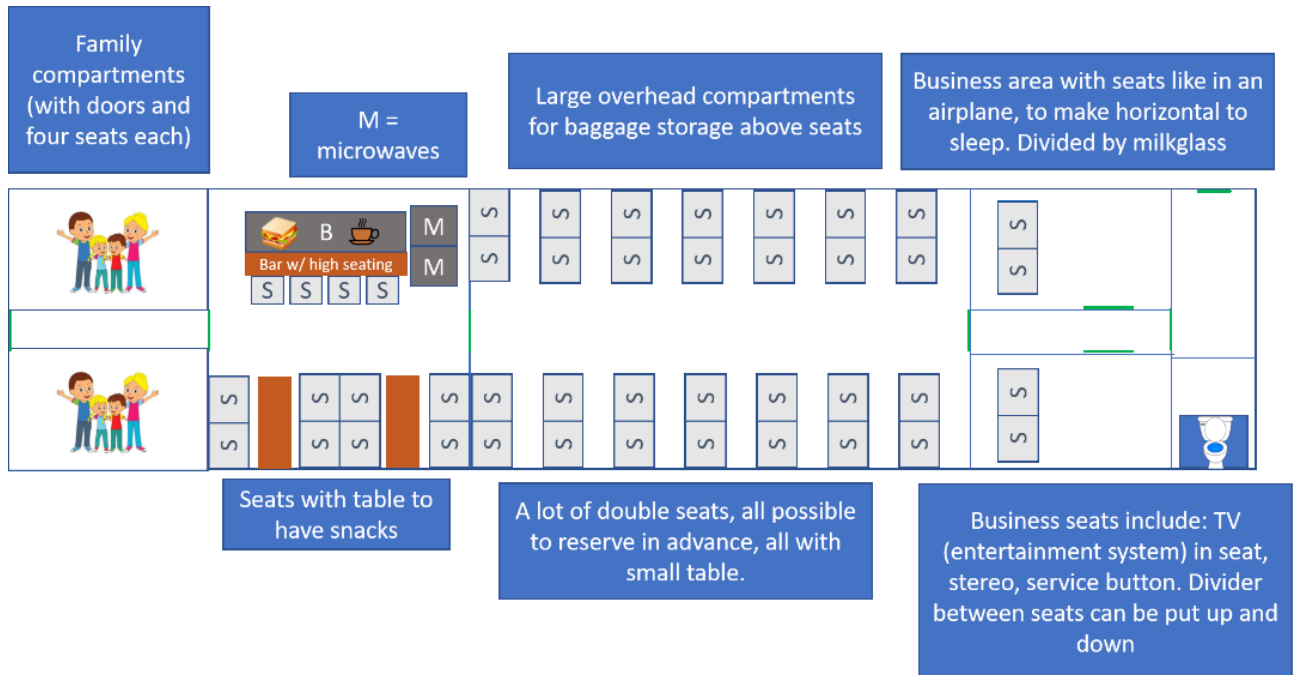 Family
compartments
(with doors and
four seats each)
M =
microwaves
Large overhead compartments
for baggage storage above seats
Business area with seats like in an
airplane, to make horizontal to
sleep. Divided by milkglass
B
M
Bar w/ high seating
M
S S S S
S S S S S S S S
S S S S S S S S
S S S S S S S S S S S S
S S S S S S S S S S S S
Seats with table to
have snacks
A lot of double seats, all possible
to reserve in advance, all with
small table.
Business seats include: TV
(entertainment system) in seat,
stereo, service button. Divider
between seats can be put up and
down